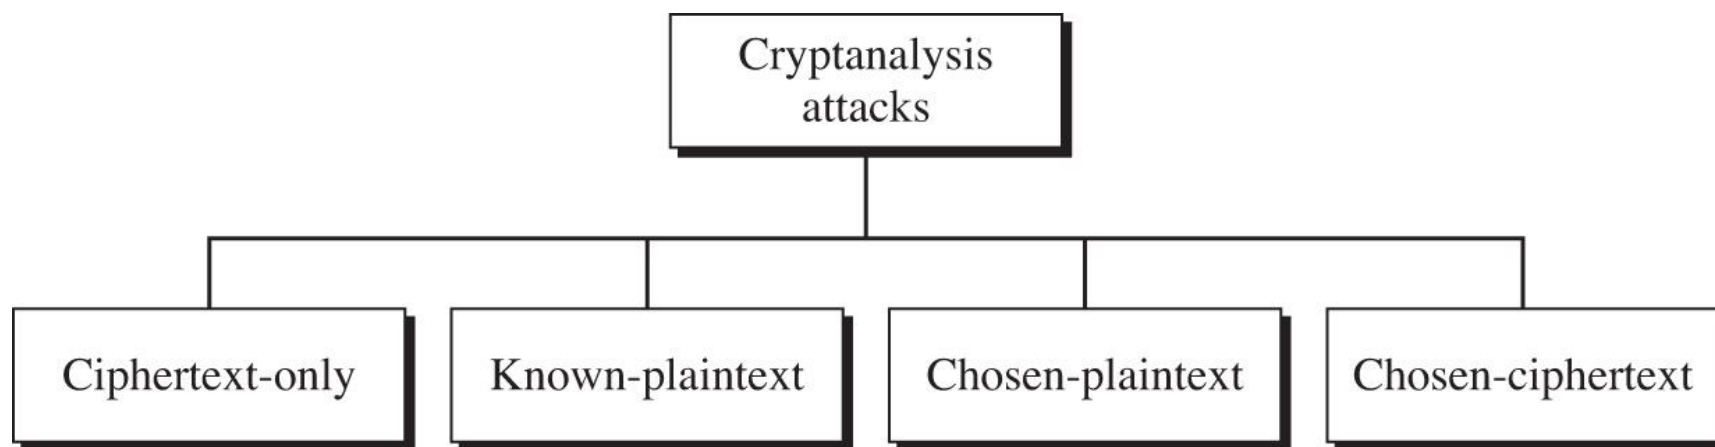 Cryptanalysis
attacks
Ciphertext-only
Known-plaintext
Chosen-plaintext
Chosen-ciphertext